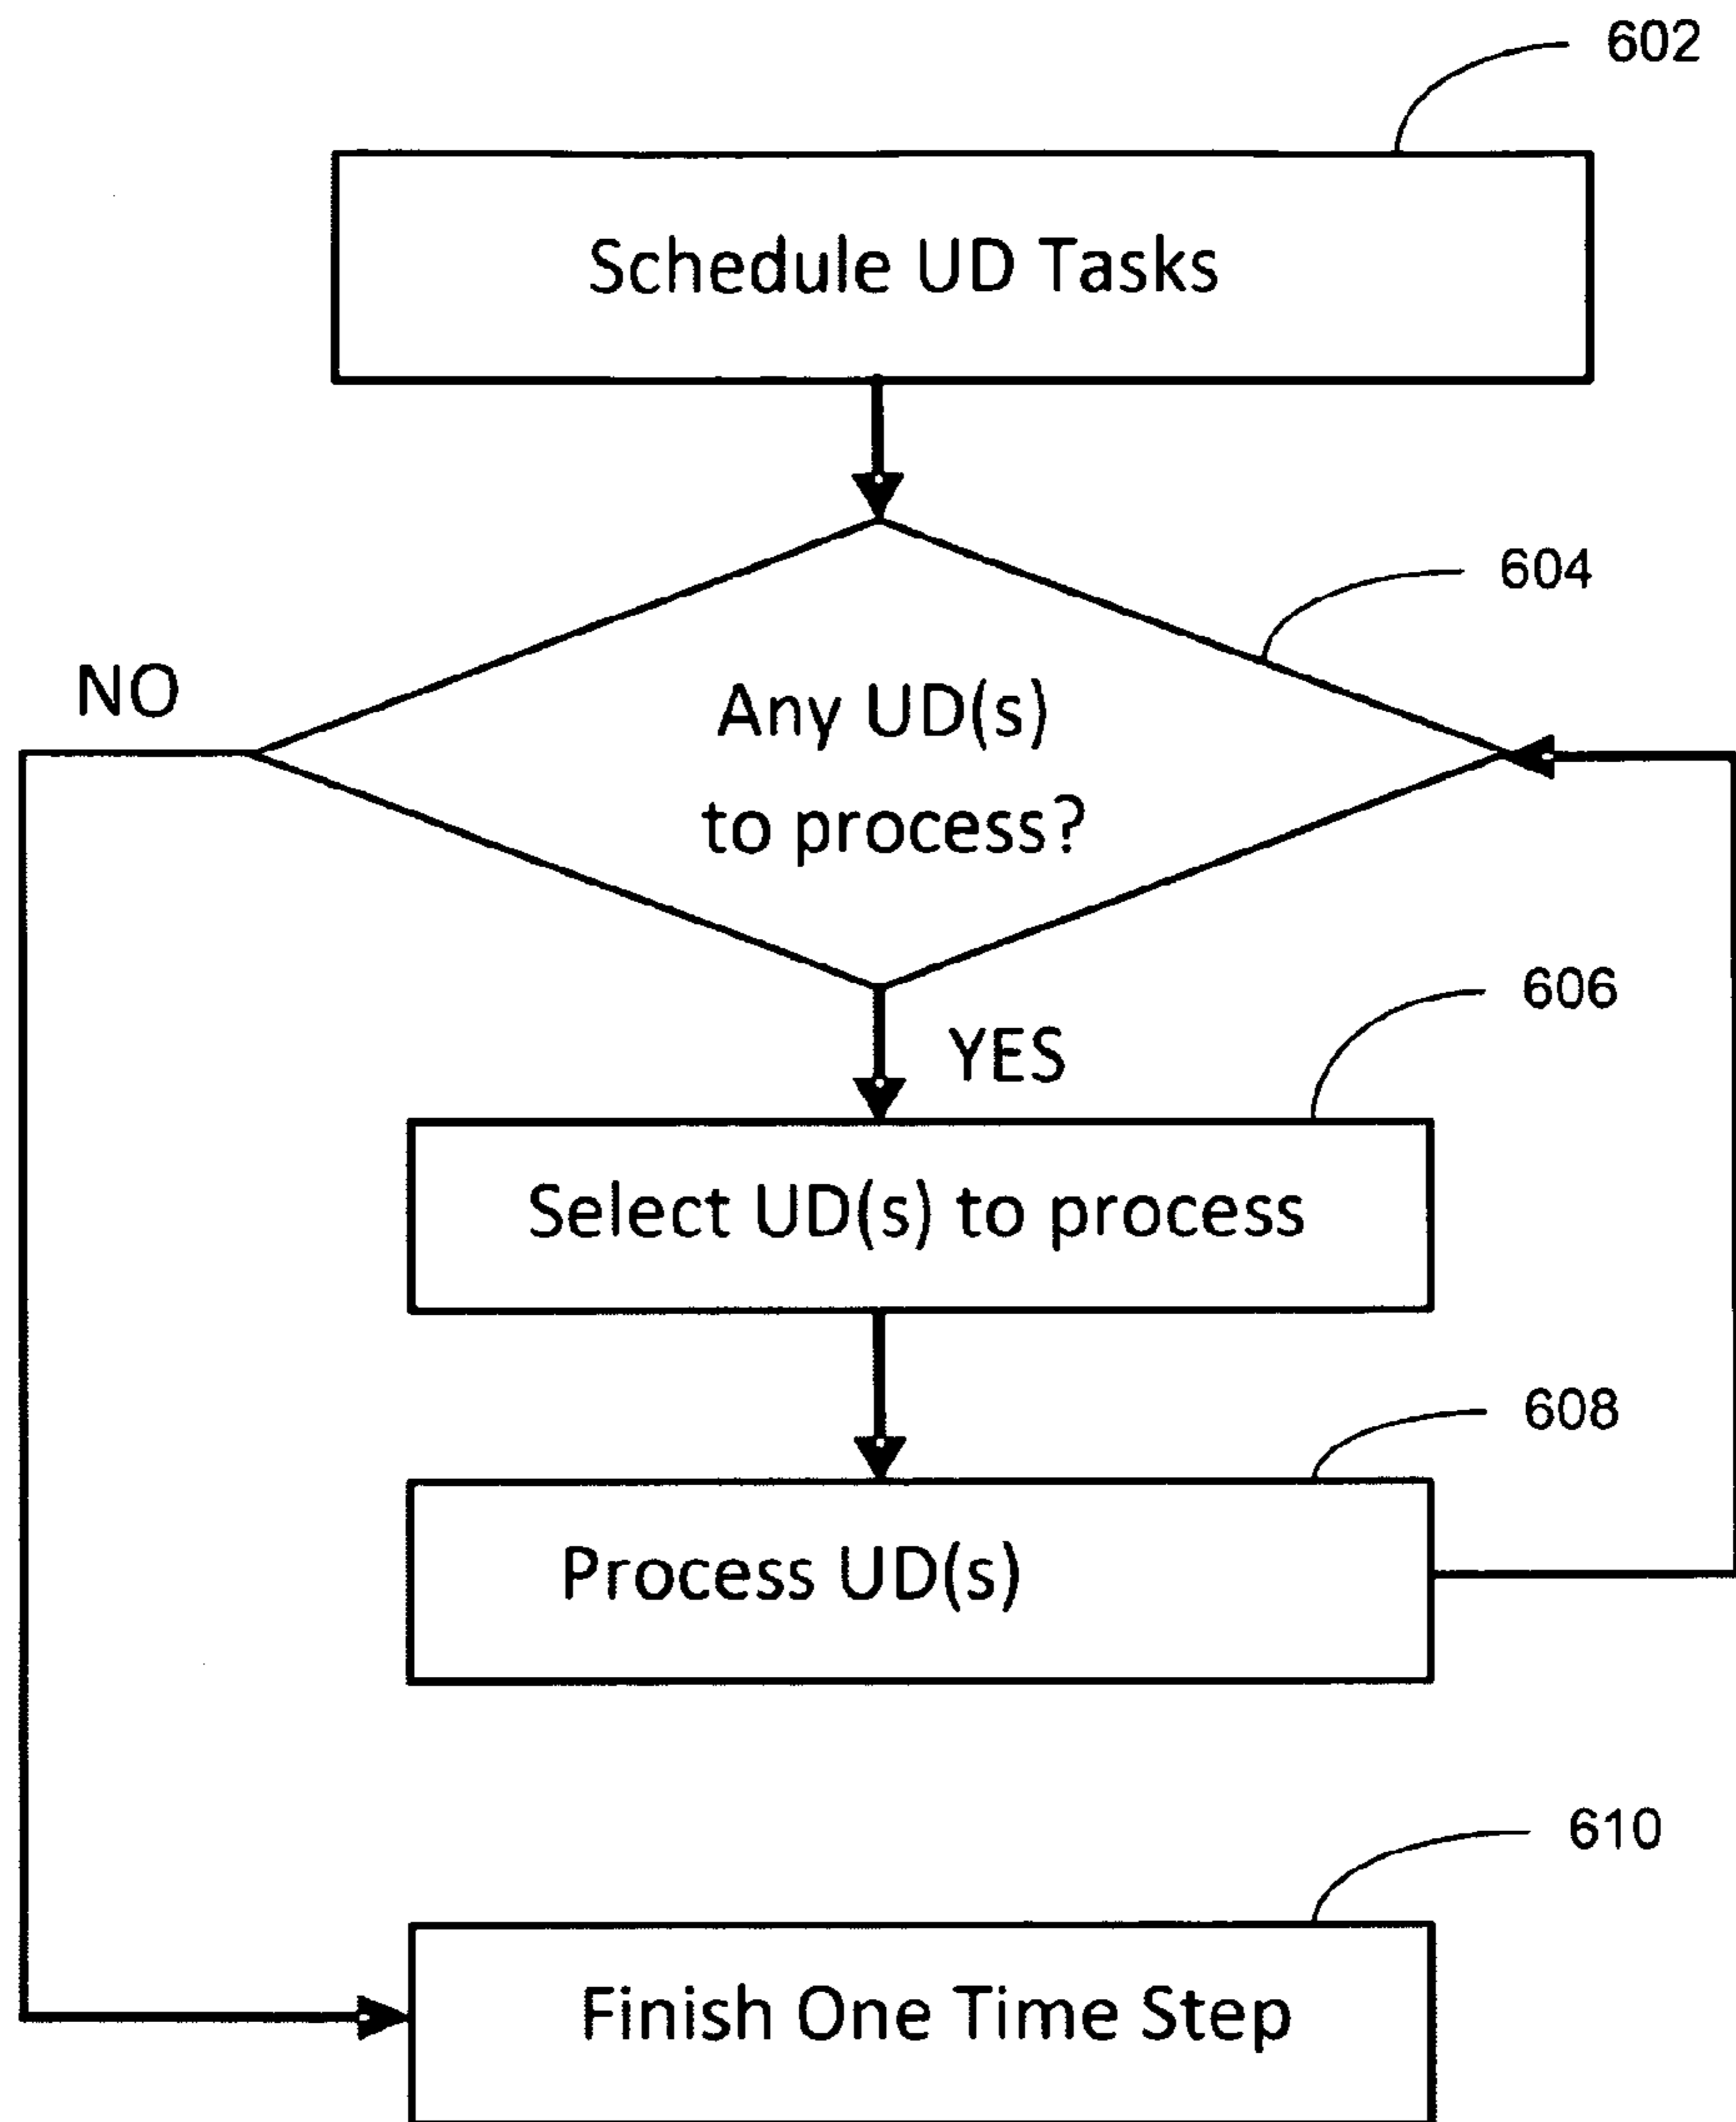 602
Schedule UD Tasks
604
NO
Any UD(s)
to process?
606
YES
Select UD(s) to process
608
Process UD(s)
610
Finish One Time Step